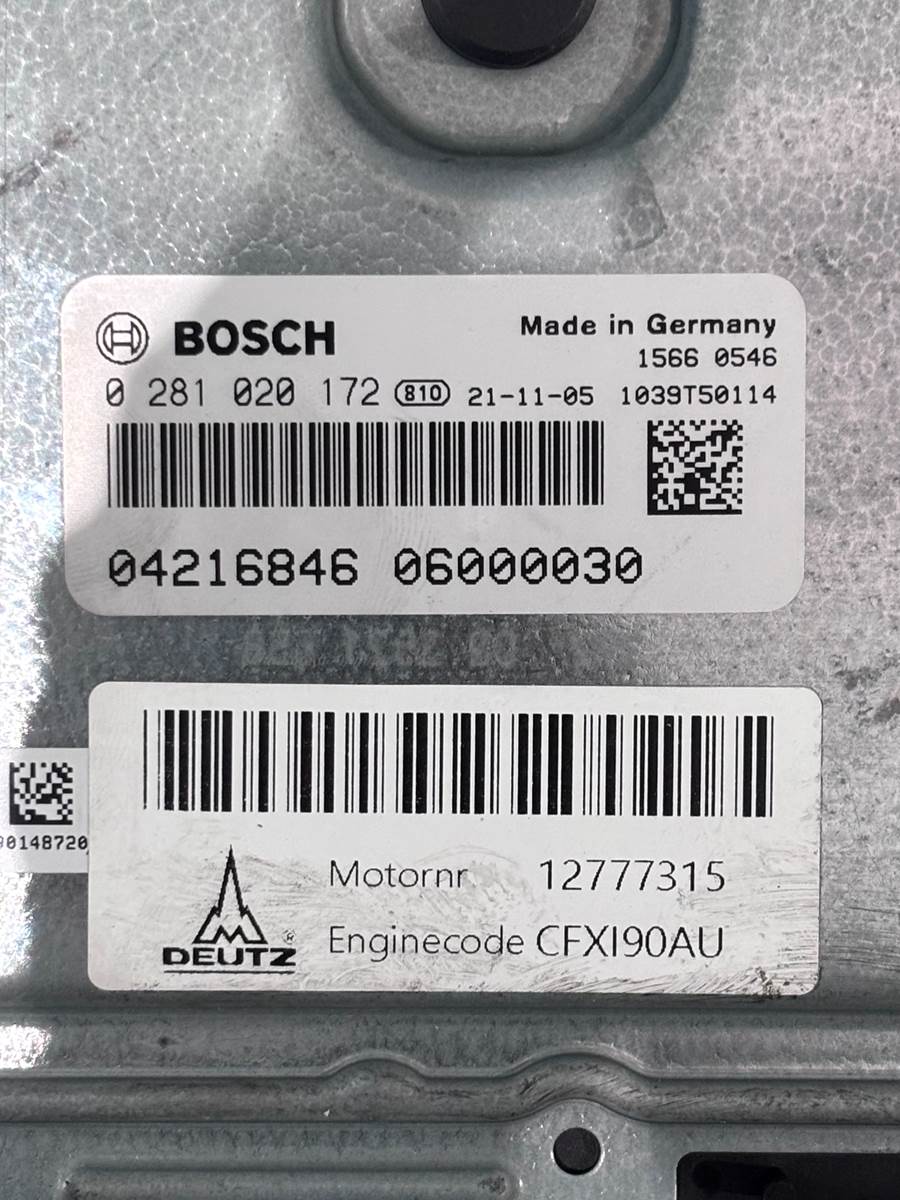 BOSCH
Made in Germany
1566 0546
0 281 020 172 810 21-11-05 1039T50114
04216846 06000030
0148720
Motornr 12777315
DEUTZ ®
Enginecode CFXI90AU